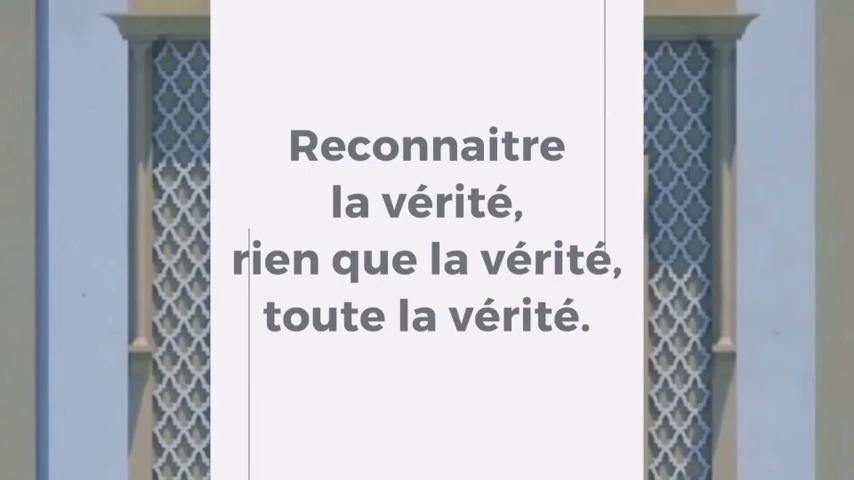 Reconnaitre
la vérité,
rien que la vérité,
toute la vérité.